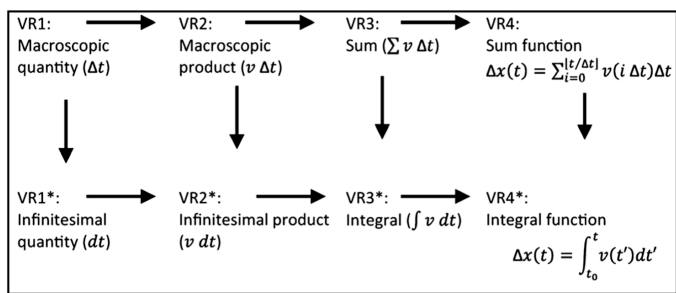 VR1:
Macroscopic
quantity (Δt)
VR2:
Macroscopic
product (v Δt)
VR3:
Sum (∑ v Δt)
VR4:
Sum function
Δx(t) = ∑_{i=0}^{⌊t/Δt⌋} v(i Δt)Δt
VR1*:
Infinitesimal
quantity (dt)
VR2*:
Infinitesimal product
(v dt)
VR3*:
Integral (∫ v dt)
VR4*:
Integral function
Δx(t) = ∫_{t₀}^{t} v(t′)dt′